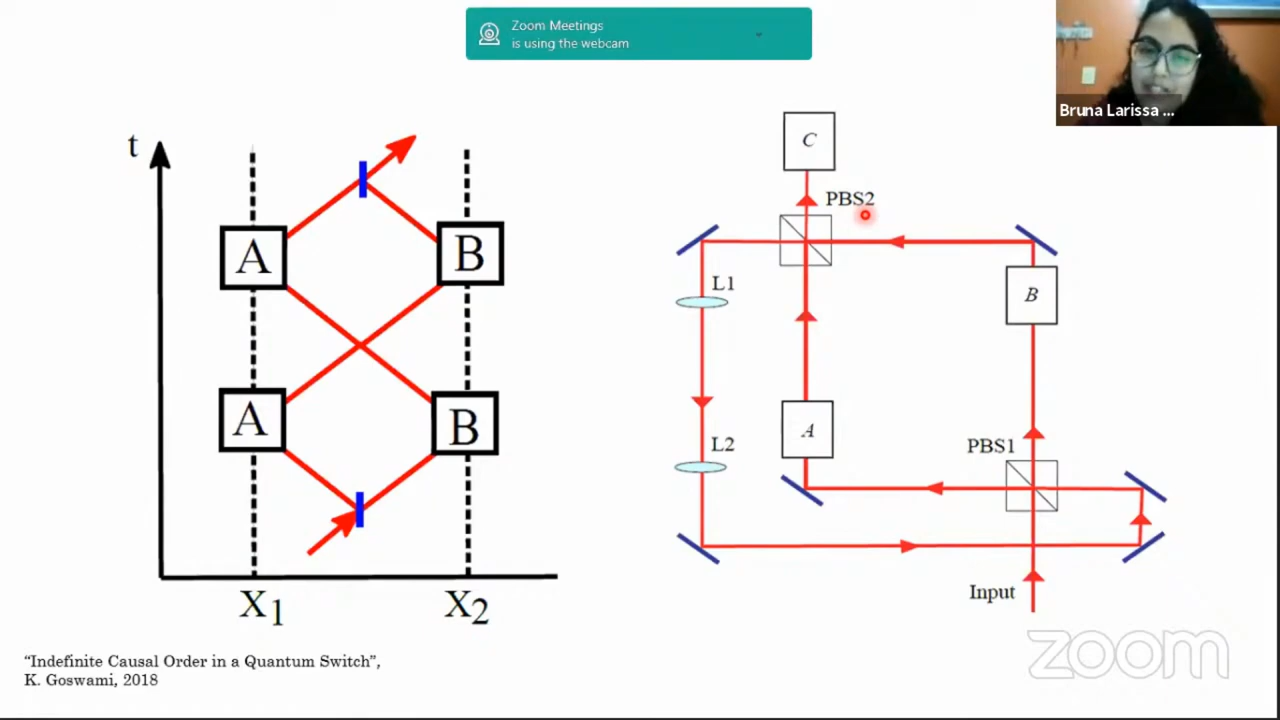 Zoom Meetings
is using the webcam
Bruna Larissa ...
t
A
B
A
B
X1
X2
C
PBS2
L1
B
L2
A
PBS1
Input
zoom
“Indefinite Causal Order in a Quantum Switch”,
K. Goswami, 2018